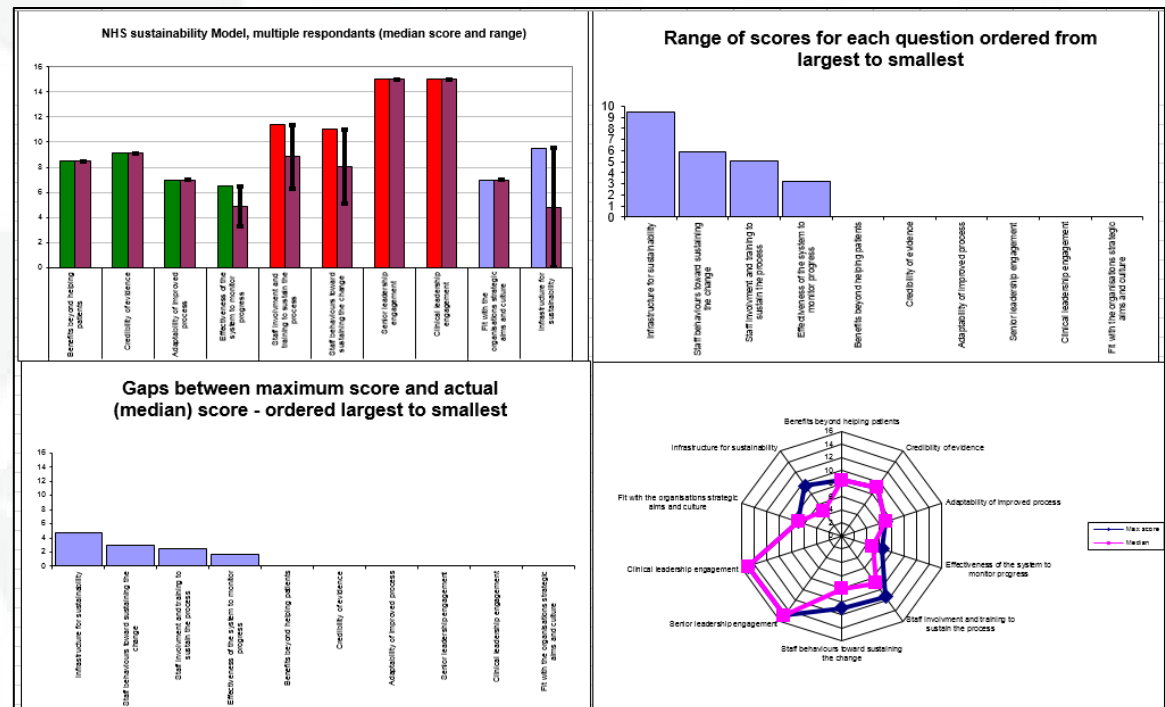 NHS sustainability Model, multiple respondants (median score and range)
16
14
12
10
8
6
4
2
0
Benefits beyond helping
patients
Credibility of evidence
Adaptability of improved
process
Effectiveness of the
system to monitor
progress
Staff involvement and
training to sustain the
process
Staff behaviours toward
sustaining the change
Senior leadership
engagement
Clinical leadership
engagement
Fit with the
organisations strategic
aims and culture
Infrastructure for
sustainability
Range of scores for each question ordered from
largest to smallest
10
9
8
7
6
5
4
3
2
1
0
Infrastructure for sustainability
Staff behaviours toward sustaining
the change
Staff involvment and training to
sustain the process
Effectiveness of the system to
monitor progress
Benefits beyond helping patients
Credibility of evidence
Adaptability of improved process
Senior leadership engagement
Clinical leadership engagement
Fit with the organisations strategic
aims and culture
Gaps between maximum score and actual
(median) score - ordered largest to smallest
16
14
12
10
8
6
4
2
0
Infrastructure for sustainability
Staff behaviours toward sustaining the
change
Staff involvment and training to
sustain the process
Effectiveness of the system to monitor
progress
Benefits beyond helping patients
Credibility of evidence
Adaptability of improved process
Senior leadership engagement
Clinical leadership engagement
Fit with the organisations strategic
aims and culture
Benefits beyond helping patients
16
14
12
10
8
6
4
2
0
Credibility of evidence
Adaptability of improved process
Effectiveness of the system to
monitor progress
Staff involvment and training to
sustain the process
Staff behaviours toward sustaining
the change
Senior leadership engagement
Clinical leadership engagement
Fit with the organisations strategic
aims and culture
Infrastructure for sustainability
Max score
Median